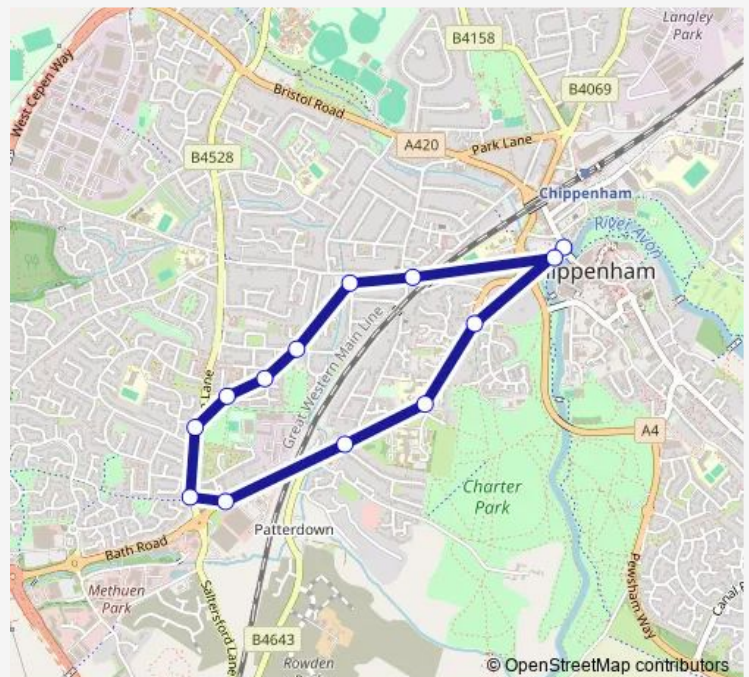 Langley
Park
B4158
West Cepen Way
B4069
Bristol Road
A420
Park Lane
B4528
Chippenham
River Avon
hippenham
Great Western Main Line
Lane
A4
Charter
Park
Patterdown
Bath Road
Methuen
Park
Saltersford Lane
Pewsham Way
B4643
Rowden
© OpenStreetMap contributors